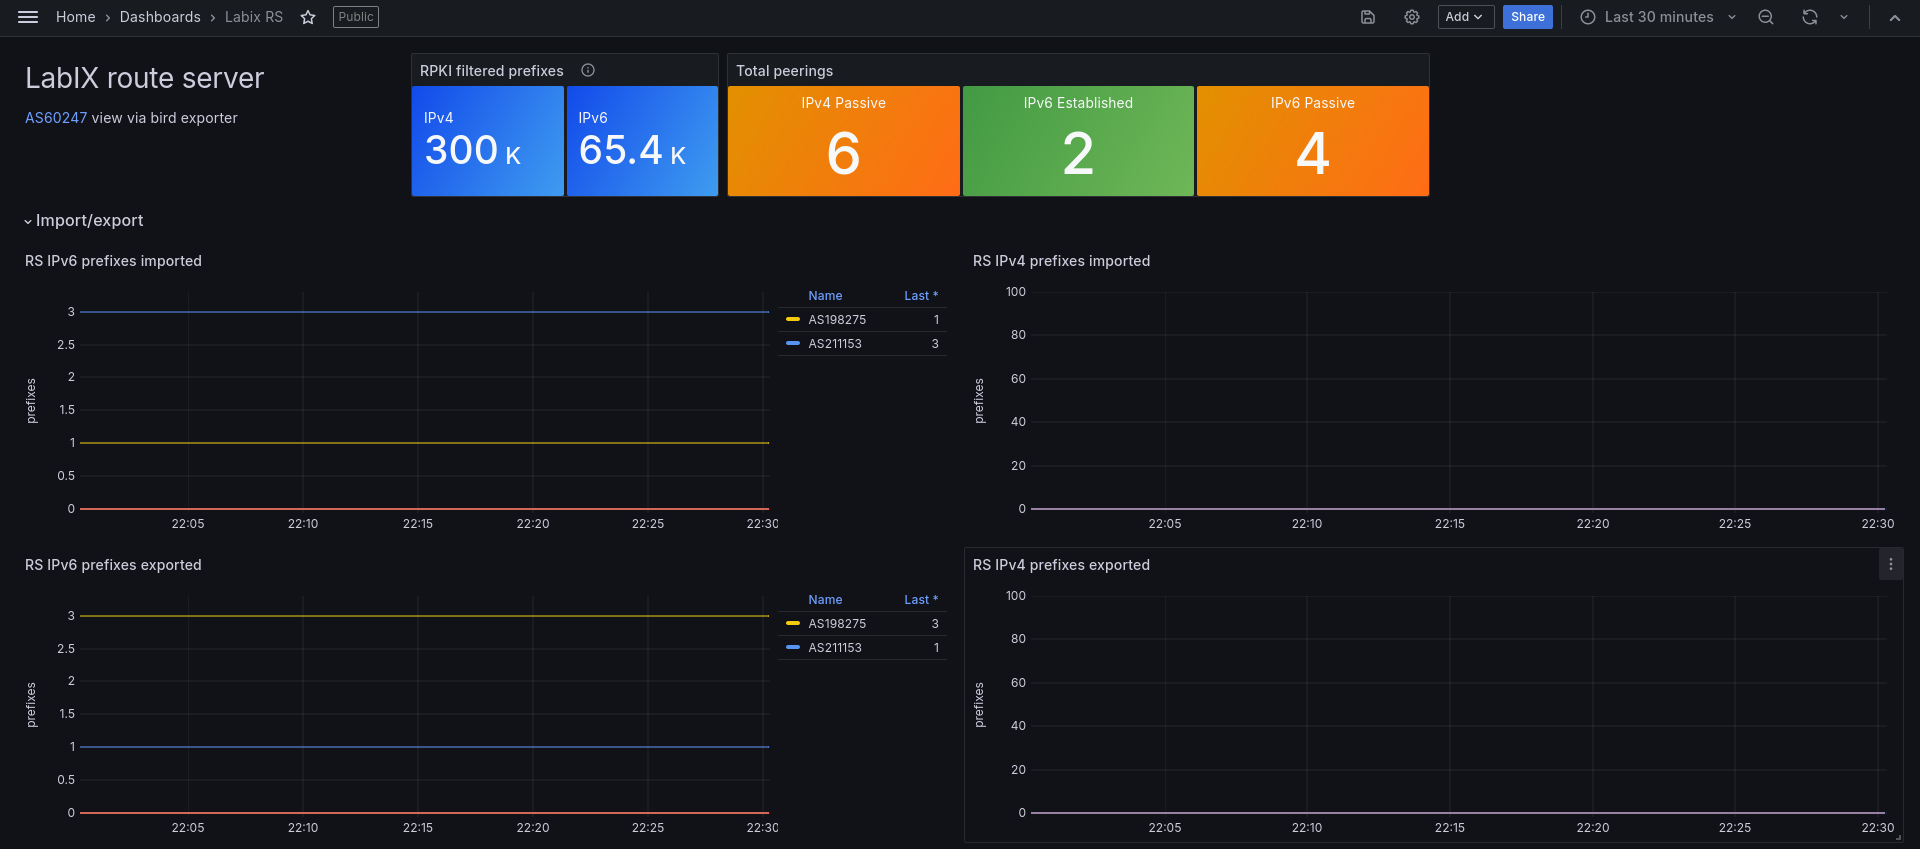 Home › Dashboards › Labix RS Public Add Share Last 30 minutes
LabIX route server
AS60247 view via bird exporter
RPKI filtered prefixes
IPv4
300 K
IPv6
65.4 K
Total peerings
IPv4 Passive
6
IPv6 Established
2
IPv6 Passive
4
Import/export
RS IPv6 prefixes imported
prefixes
3
2.5
2
1.5
1
0.5
0
22:05 22:10 22:15 22:20 22:25 22:30
Name Last *
AS198275 1
AS211153 3
RS IPv4 prefixes imported
prefixes
100
80
60
40
20
0
22:05 22:10 22:15 22:20 22:25 22:30
RS IPv6 prefixes exported
prefixes
3
2.5
2
1.5
1
0.5
0
22:05 22:10 22:15 22:20 22:25 22:30
Name Last *
AS198275 3
AS211153 1
RS IPv4 prefixes exported
prefixes
100
80
60
40
20
0
22:05 22:10 22:15 22:20 22:25 22:30